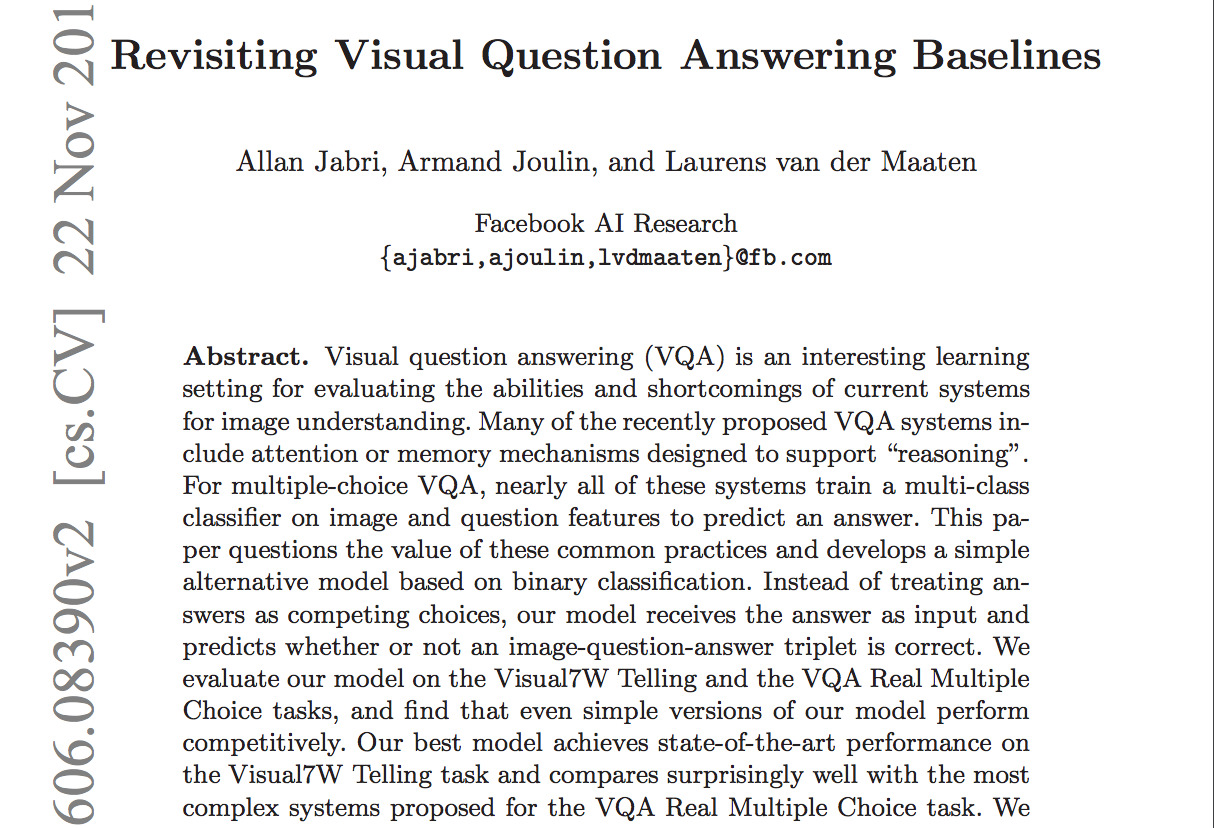 Revisiting Visual Question Answering Baselines
Allan Jabri, Armand Joulin, and Laurens van der Maaten
Facebook AI Research
{ajabri,ajoulin,lvdmaaten}@fb.com
Abstract. Visual question answering (VQA) is an interesting learning
setting for evaluating the abilities and shortcomings of current systems
for image understanding. Many of the recently proposed VQA systems in-
clude attention or memory mechanisms designed to support “reasoning”.
For multiple-choice VQA, nearly all of these systems train a multi-class
classifier on image and question features to predict an answer. This pa-
per questions the value of these common practices and develops a simple
alternative model based on binary classification. Instead of treating an-
swers as competing choices, our model receives the answer as input and
predicts whether or not an image-question-answer triplet is correct. We
evaluate our model on the Visual7W Telling and the VQA Real Multiple
Choice tasks, and find that even simple versions of our model perform
competitively. Our best model achieves state-of-the-art performance on
the Visual7W Telling task and compares surprisingly well with the most
complex systems proposed for the VQA Real Multiple Choice task. We
606.08390v2 [cs.CV] 22 Nov 201